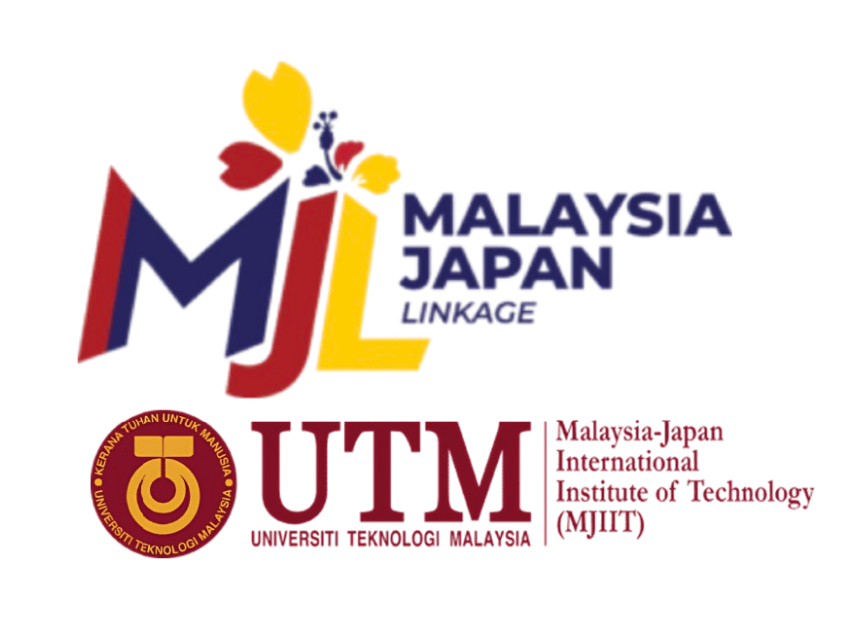 MJL
MALAYSIA
JAPAN
LINKAGE
KERANA TUHAN UNTUK MANUSIA
UNIVERSITI TEKNOLOGI MALAYSIA
UTM
UNIVERSITI TEKNOLOGI MALAYSIA
Malaysia-Japan
International
Institute of Technology
(MJIIT)